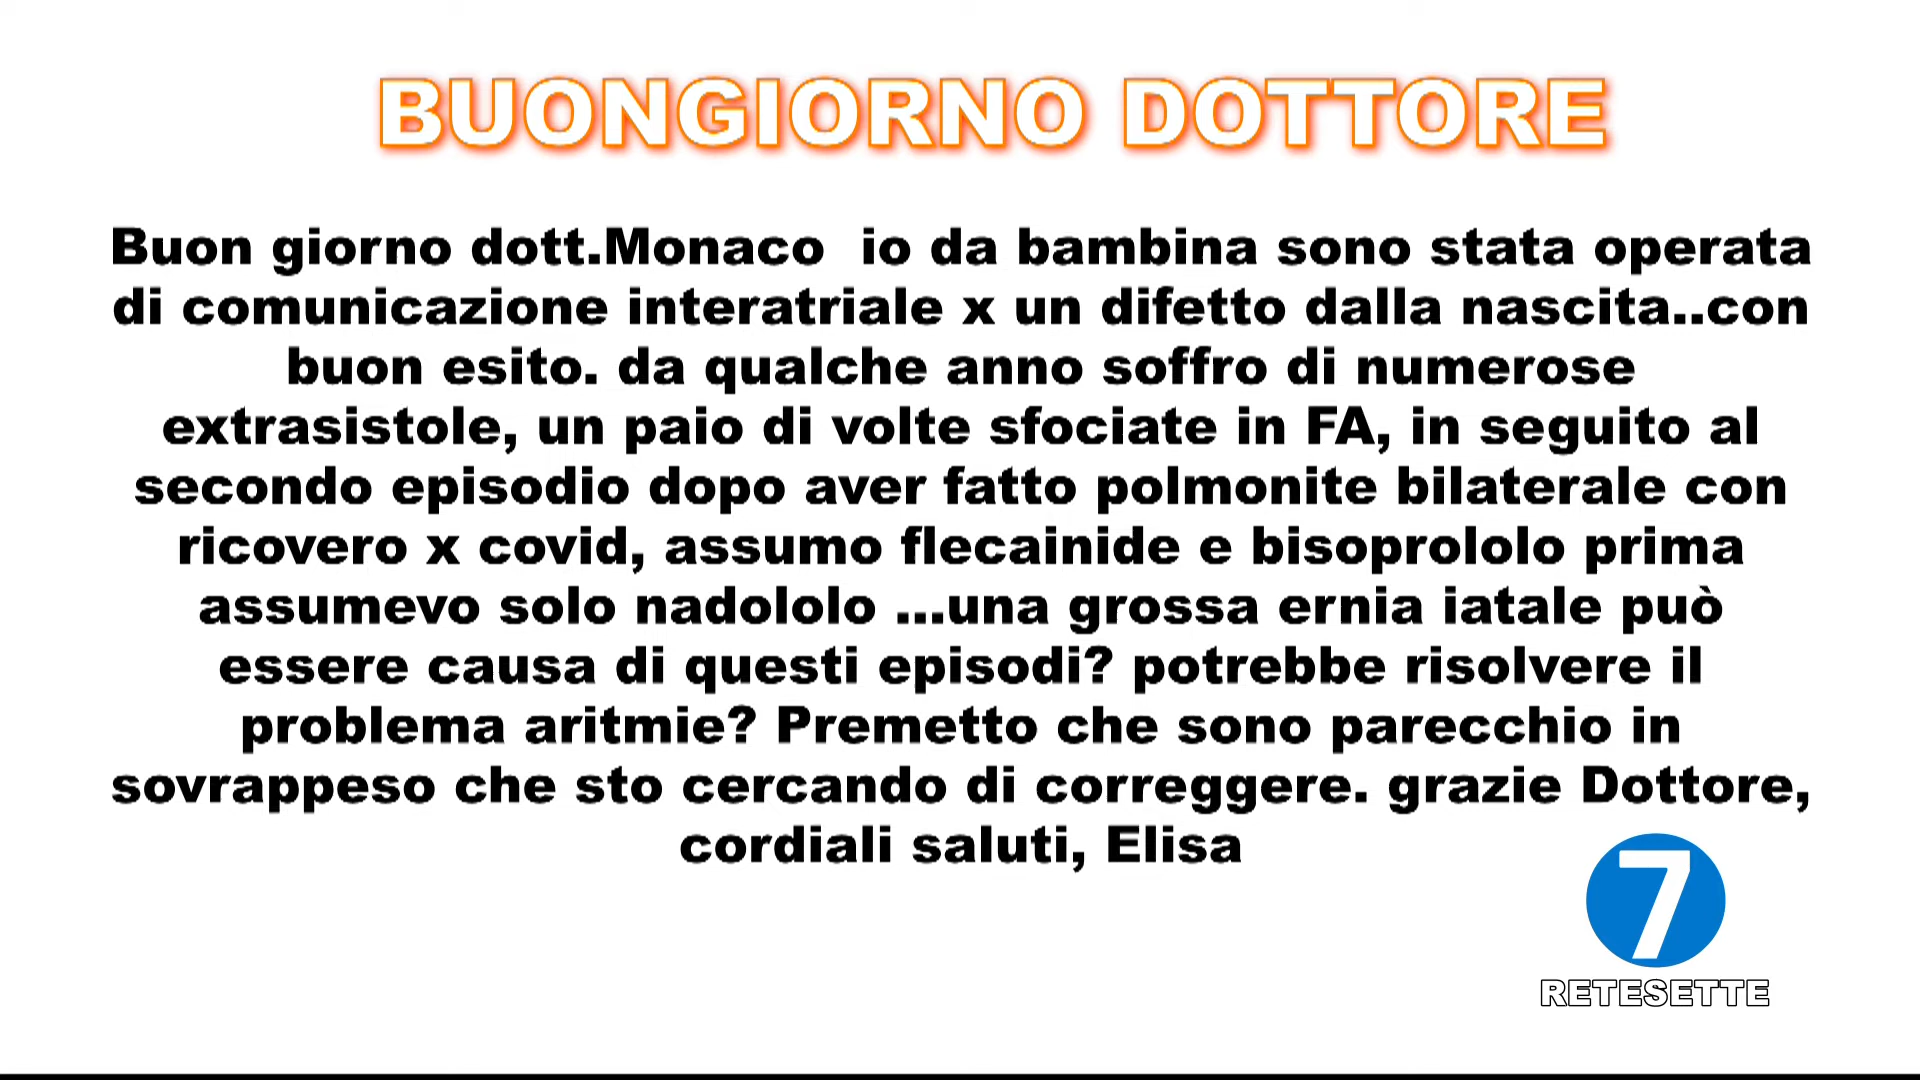 BUONGIORNO DOTTORE
Buon giorno dott.Monaco  io da bambina sono stata operata
di comunicazione interatriale x un difetto dalla nascita..con
buon esito. da qualche anno soffro di numerose
extrasistole, un paio di volte sfociate in FA, in seguito al
secondo episodio dopo aver fatto polmonite bilaterale con
ricovero x covid, assumo flecainide e bisoprololo prima
assumevo solo nadololo ...una grossa ernia iatale può
essere causa di questi episodi? potrebbe risolvere il
problema aritmie? Premetto che sono parecchio in
sovrappeso che sto cercando di correggere. grazie Dottore,
cordiali saluti, Elisa
7
RETESETTE